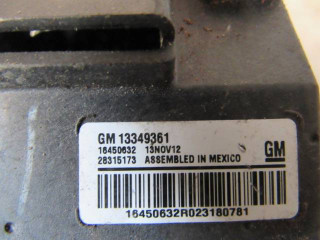 GM 13349361
16450632 13NOV12
28315173 ASSEMBLED IN MEXICO
GM
16450632R023180781